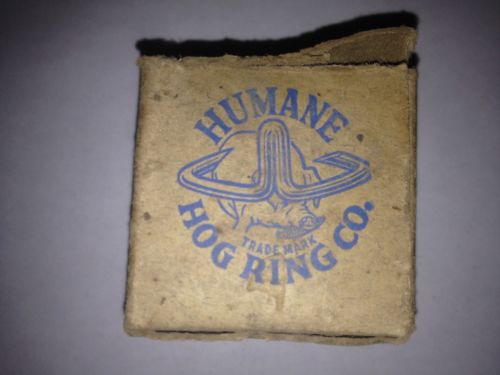 HUMANE
TRADE MARK
HOG RING CO.